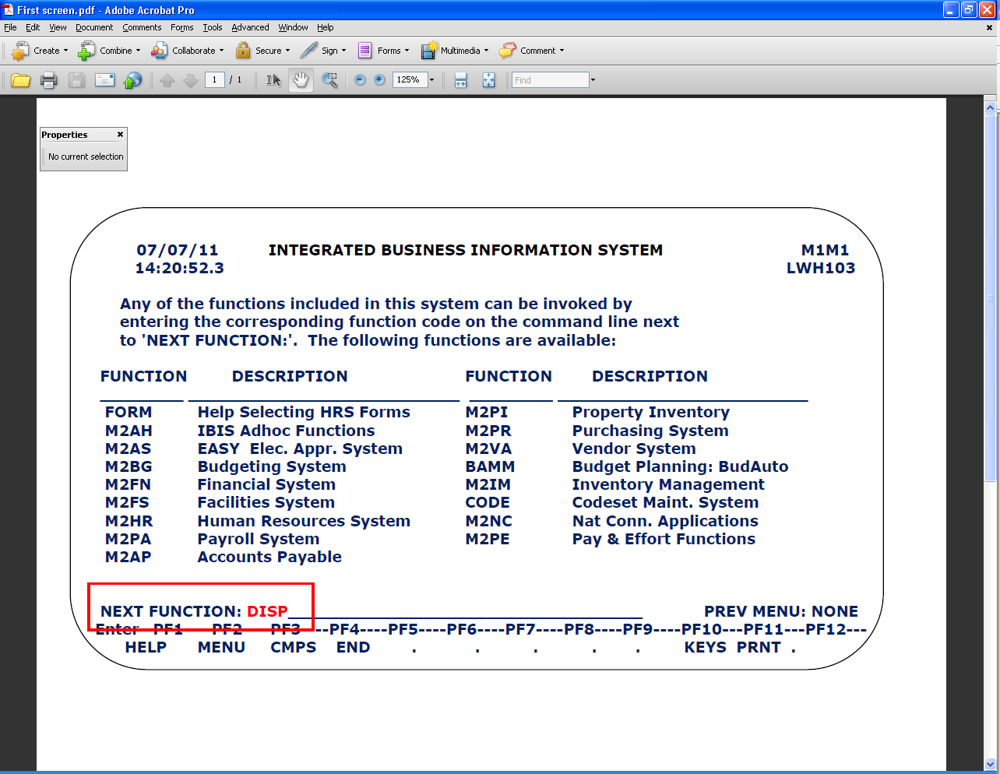 First screen.pdf - Adobe Acrobat Pro
File Edit View Document Comments Forms Tools Advanced Window Help
Create Combine Collaborate Secure Sign Forms Multimedia Comment
1 / 1 125% Find
Properties
No current selection
07/07/11 INTEGRATED BUSINESS INFORMATION SYSTEM M1M1
14:20:52.3 LWH103
Any of the functions included in this system can be invoked by
entering the corresponding function code on the command line next
to 'NEXT FUNCTION:'. The following functions are available:
FUNCTION DESCRIPTION FUNCTION DESCRIPTION
FORM Help Selecting HRS Forms M2PI Property Inventory
M2AH IBIS Adhoc Functions M2PR Purchasing System
M2AS EASY Elec. Appr. System M2VA Vendor System
M2BG Budgeting System BAMM Budget Planning: BudAuto
M2FN Financial System M2IM Inventory Management
M2FS Facilities System CODE Codeset Maint. System
M2HR Human Resources System M2NC Nat Conn. Applications
M2PA Payroll System M2PE Pay & Effort Functions
M2AP Accounts Payable
NEXT FUNCTION: DISP PREV MENU: NONE
Enter PF1 PF2 PF3 ---PF4----PF5----PF6----PF7----PF8----PF9----PF10---PF11---PF12---
HELP MENU CMPS END . . . . . KEYS PRNT .